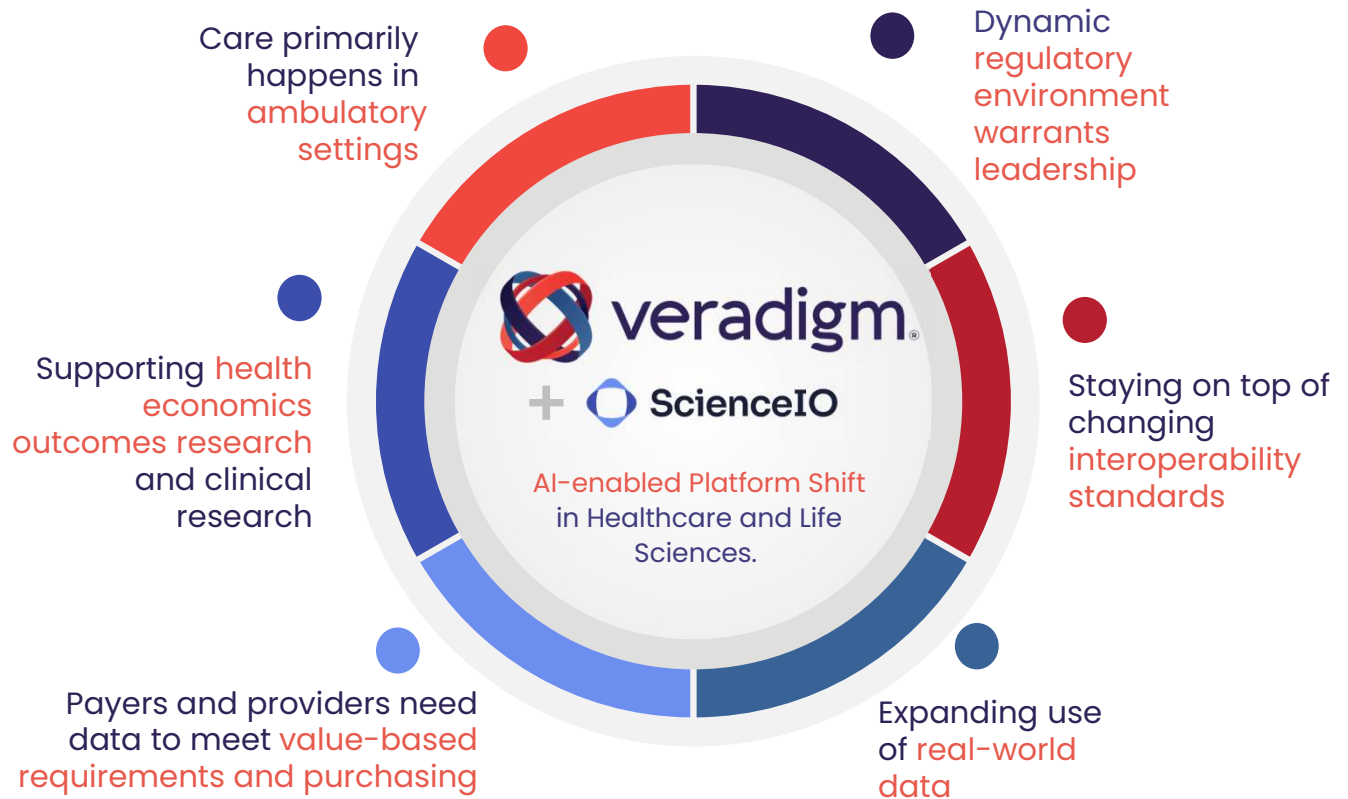 Care primarily
happens in
ambulatory
settings
Dynamic
regulatory
environment
warrants
leadership
Supporting health
economics
outcomes research
and clinical
research
veradigm®
+ ScienceIO
AI-enabled Platform Shift
in Healthcare and Life
Sciences.
Staying on top of
changing
interoperability
standards
Payers and providers need
data to meet value-based
requirements and purchasing
Expanding use
of real-world
data